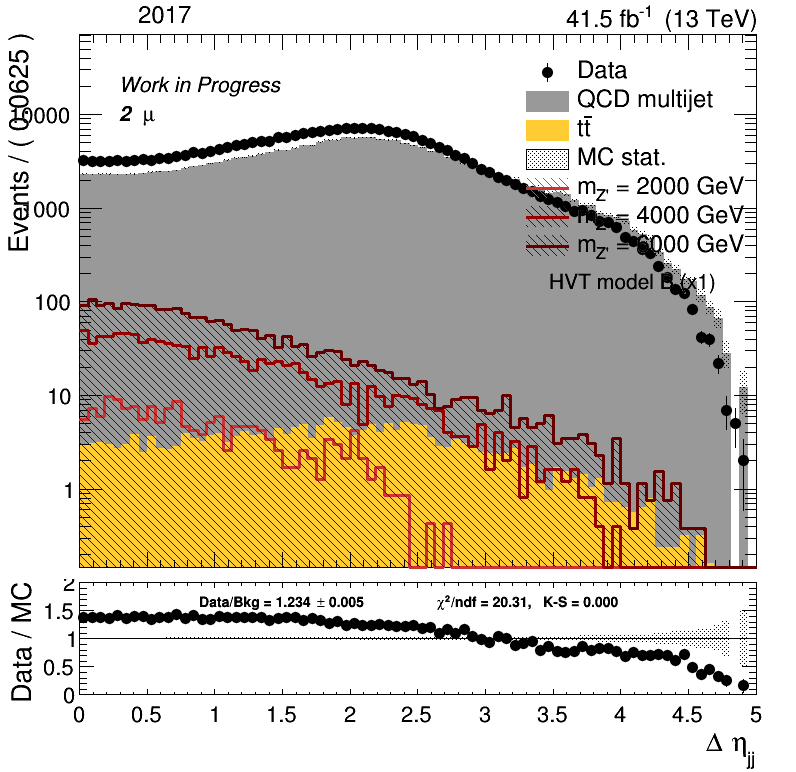 2017 41.5 fb⁻¹ (13 TeV)
Work in Progress
2 μ
Data
QCD multijet
tt̄
MC stat.
m_Z' = 2000 GeV
m_Z' = 4000 GeV
m_Z' = 6000 GeV
HVT model B (x1)
Events / ( 0.0625 )
10000
1000
100
10
1
Data/Bkg = 1.234 ± 0.005 χ²/ndf = 20.31, K-S = 0.000
Data / MC
2
1.5
1
0.5
0
0 0.5 1 1.5 2 2.5 3 3.5 4 4.5 5
Δ η_jj